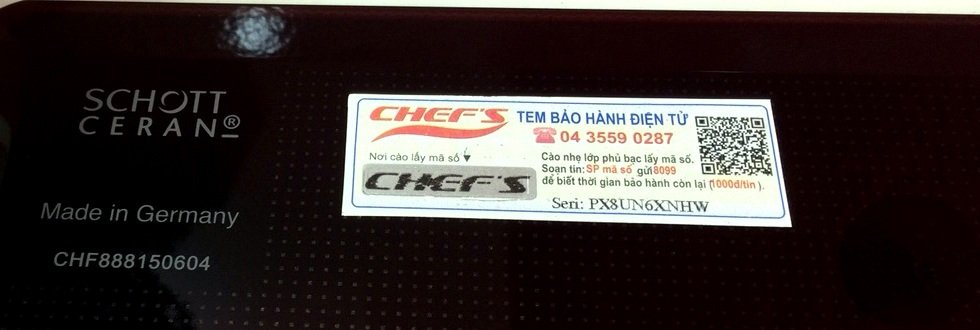 SCHOTT
CERAN®
Made in Germany
CHF888150604
CHEF'S
TEM BẢO HÀNH ĐIỆN TỬ
☎ 04 3559 0287
Nơi cào lấy mã số ▼
CHEF'S
Cào nhẹ lớp phủ bạc lấy mã số.
Soạn tin: SP mã số gửi 8099
để biết thời gian bảo hành còn lại (1000đ/tin ).
Seri: PX8UN6XNHW